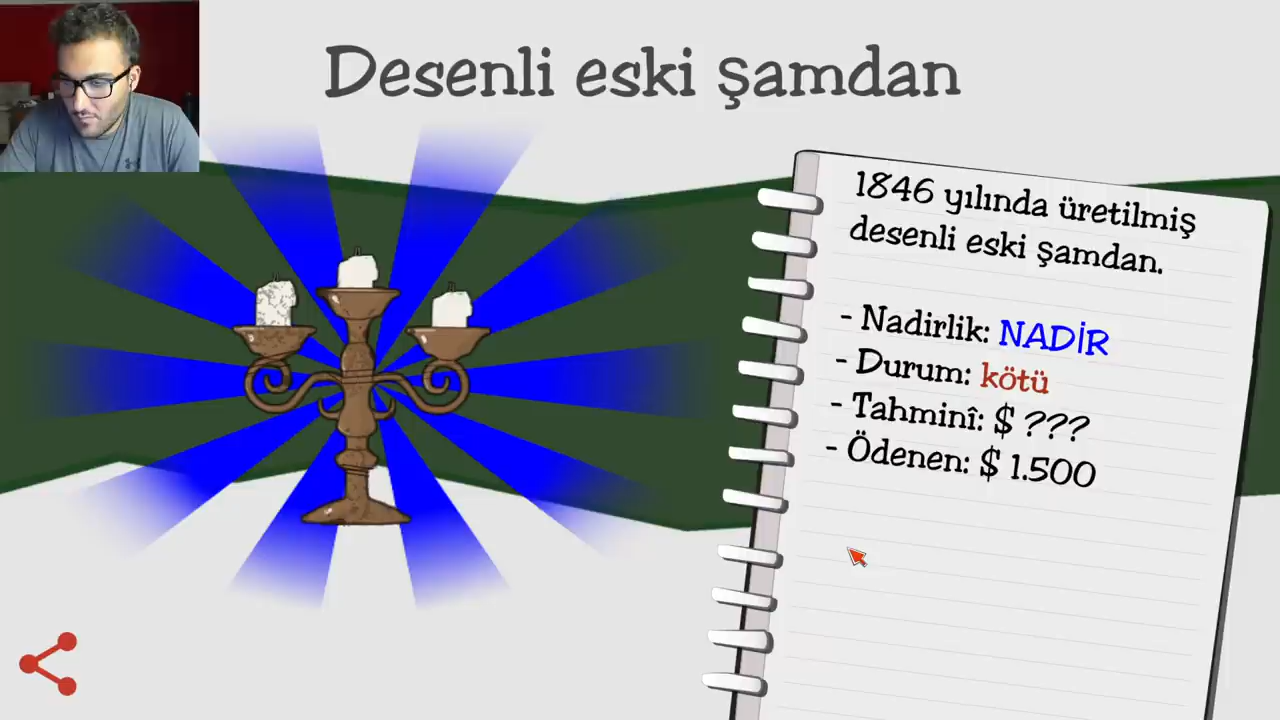 Desenli eski şamdan
1846 yılında üretilmiş
desenli eski şamdan.
- Nadirlik: NADİR
- Durum: kötü
- Tahminî: $ ???
- Ödenen: $ 1.500